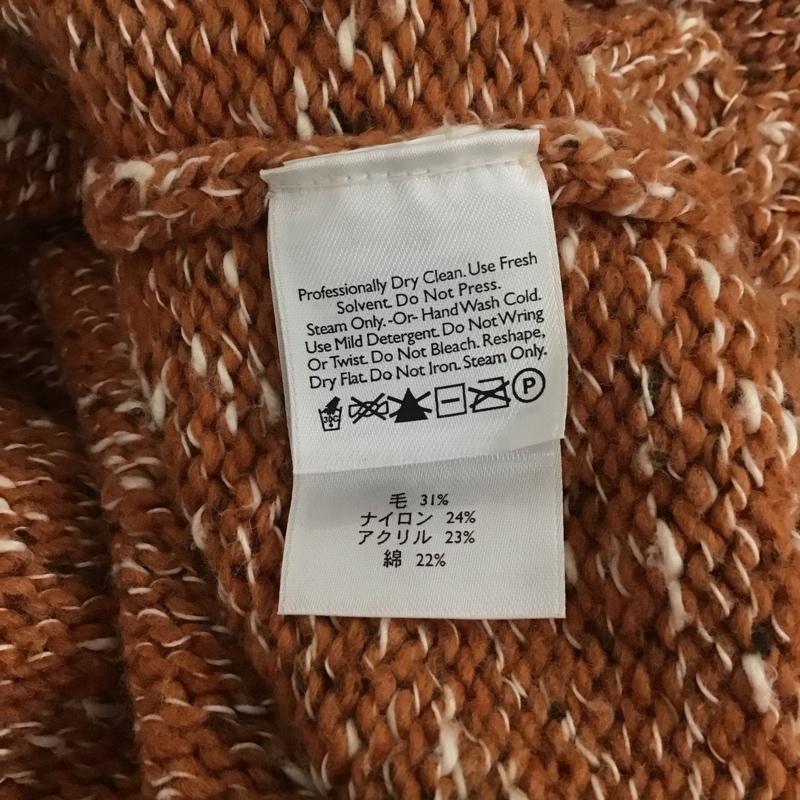 Professionally Dry Clean. Use Fresh
Solvent. Do Not Press.
Steam Only. -Or- Hand Wash Cold.
Use Mild Detergent. Do Not Wring
Or Twist. Do Not Bleach. Reshape,
Dry Flat. Do Not Iron. Steam Only.
30C P
毛 31%
ナイロン 24%
アクリル 23%
綿 22%